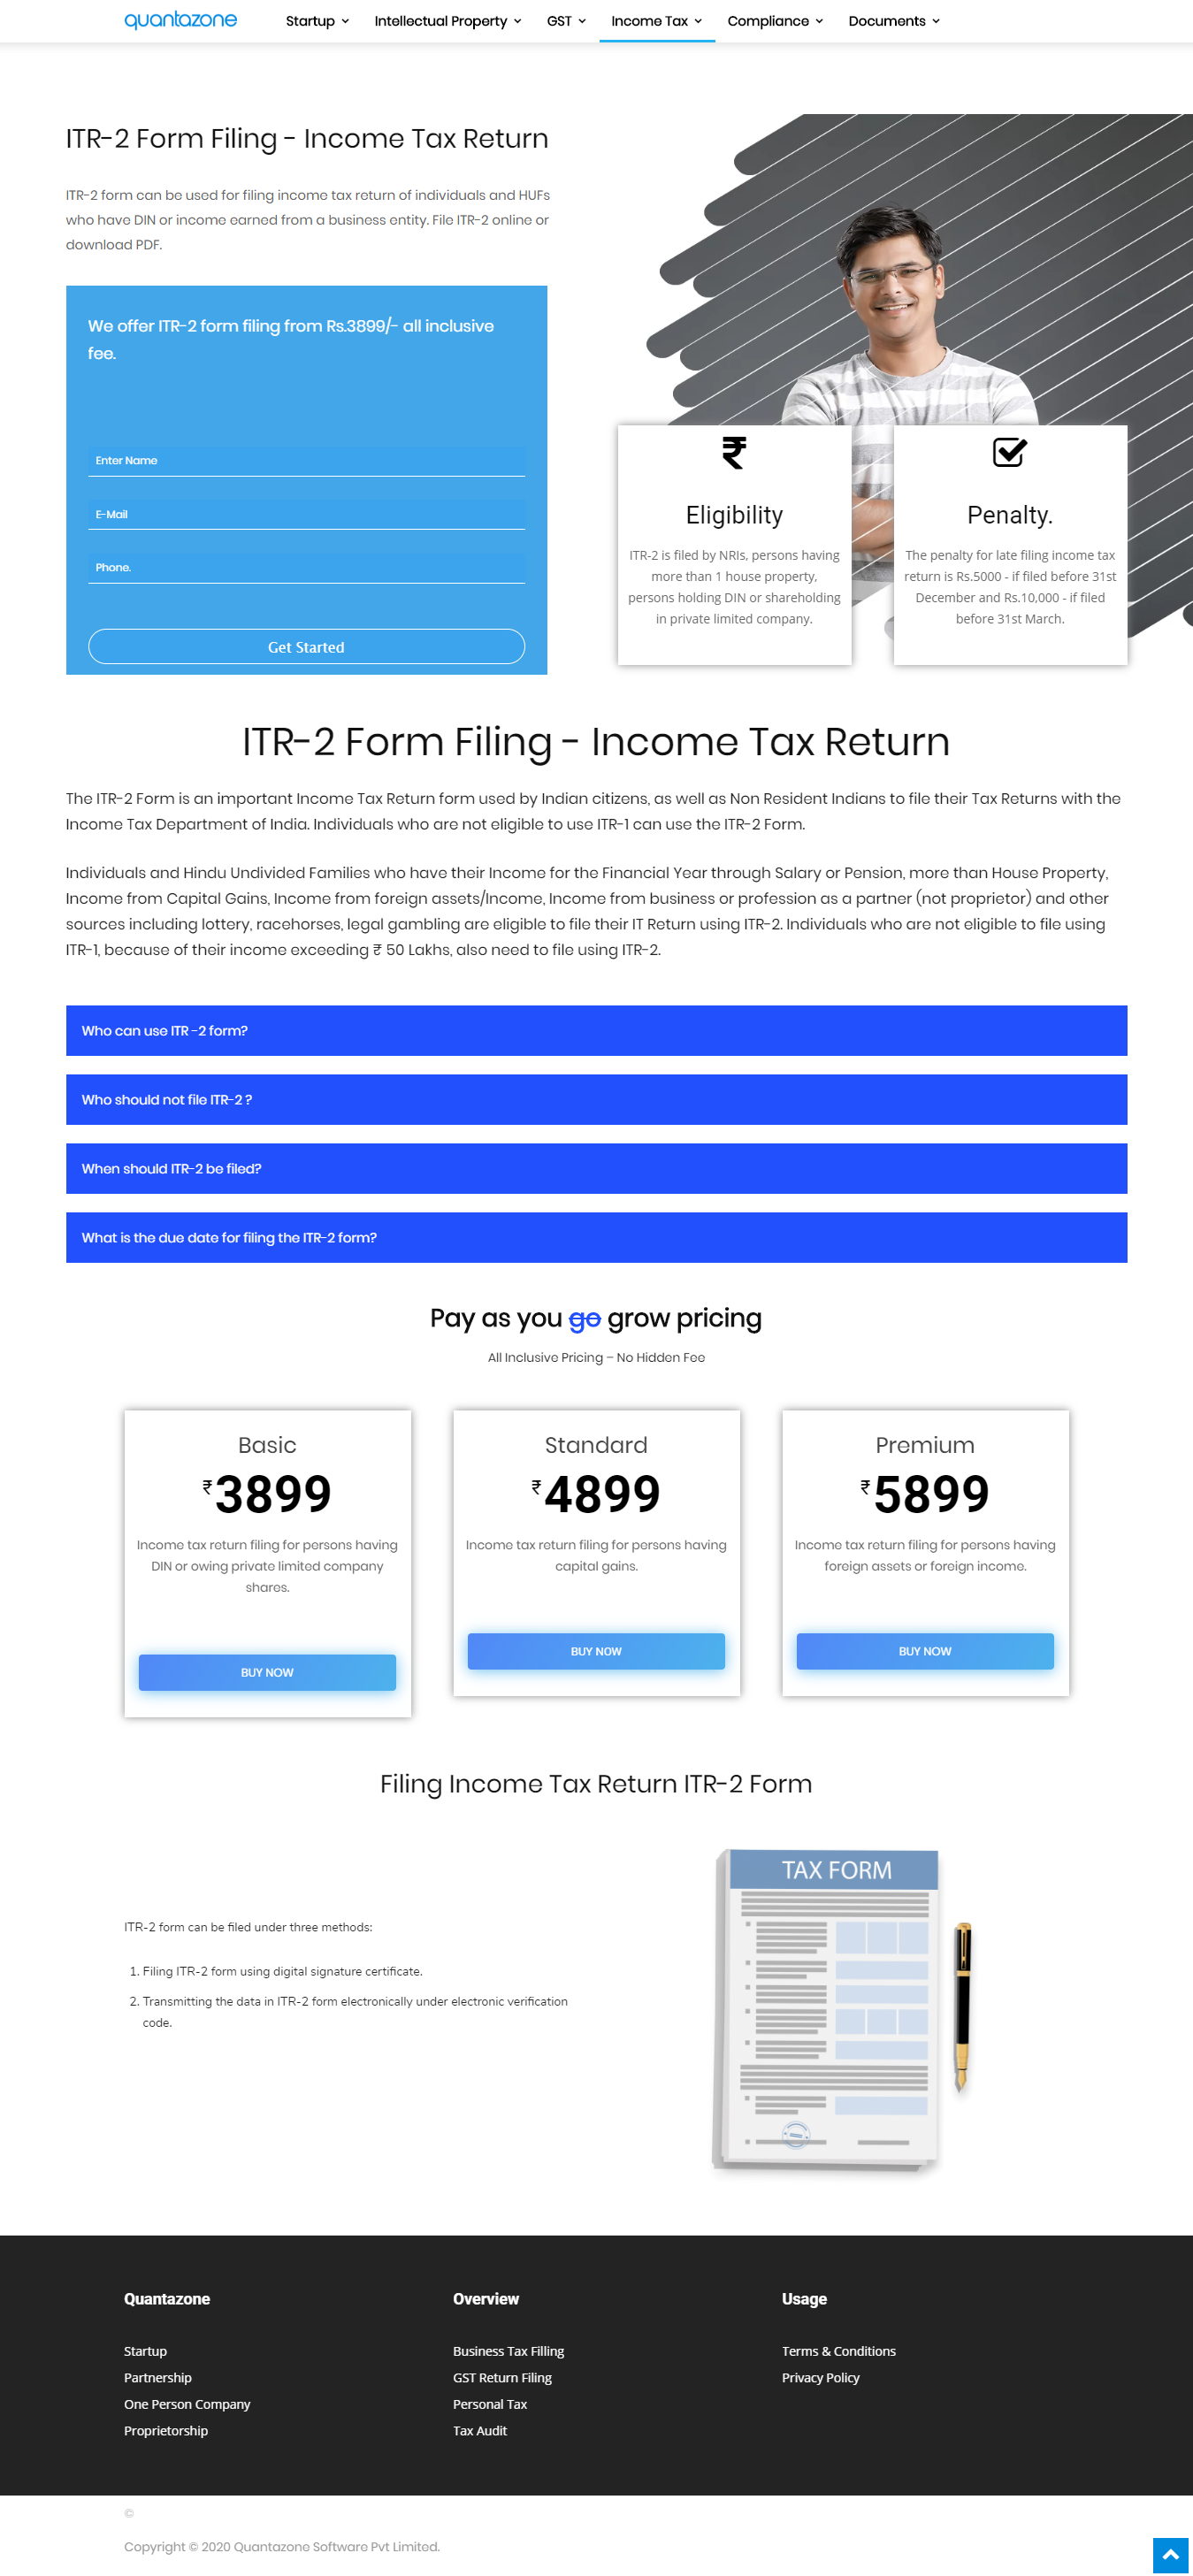 quantazone
Startup
Intellectual Property
GST
Income Tax
Compliance
Documents
ITR-2 Form Filing - Income Tax Return
ITR-2 form can be used for filing income tax return of individuals and HUFs
who have DIN or income earned from a business entity. File ITR-2 online or
download PDF.
We offer ITR-2 form filing from Rs.3899/- all inclusive
fee.
Enter Name
E-Mail
Phone.
Get Started
Eligibility
ITR-2 is filed by NRIs, persons having
more than 1 house property,
persons holding DIN or shareholding
in private limited company.
Penalty.
The penalty for late filing income tax
return is Rs.5000 - if filed before 31st
December and Rs.10,000 - if filed
before 31st March.
ITR-2 Form Filing - Income Tax Return
The ITR-2 Form is an important Income Tax Return form used by Indian citizens, as well as Non Resident Indians to file their Tax Returns with the
Income Tax Department of India. Individuals who are not eligible to use ITR-1 can use the ITR-2 Form.
Individuals and Hindu Undivided Families who have their Income for the Financial Year through Salary or Pension, more than House Property,
Income from Capital Gains, Income from foreign assets/Income, Income from business or profession as a partner (not proprietor) and other
sources including lottery, racehorses, legal gambling are eligible to file their IT Return using ITR-2. Individuals who are not eligible to file using
ITR-1, because of their income exceeding ₹ 50 Lakhs, also need to file using ITR-2.
Who can use ITR -2 form?
Who should not file ITR-2 ?
When should ITR-2 be filed?
What is the due date for filing the ITR-2 form?
Pay as you go grow pricing
All Inclusive Pricing – No Hidden Fee
Basic
₹3899
Income tax return filing for persons having
DIN or owing private limited company
shares.
BUY NOW
Standard
₹4899
Income tax return filing for persons having
capital gains.
BUY NOW
Premium
₹5899
Income tax return filing for persons having
foreign assets or foreign income.
BUY NOW
Filing Income Tax Return ITR-2 Form
ITR-2 form can be filed under three methods:
1. Filing ITR-2 form using digital signature certificate.
2. Transmitting the data in ITR-2 form electronically under electronic verification
code.
TAX FORM
Quantazone
Startup
Partnership
One Person Company
Proprietorship
Overview
Business Tax Filling
GST Return Filing
Personal Tax
Tax Audit
Usage
Terms & Conditions
Privacy Policy
©
Copyright © 2020 Quantazone Software Pvt Limited.